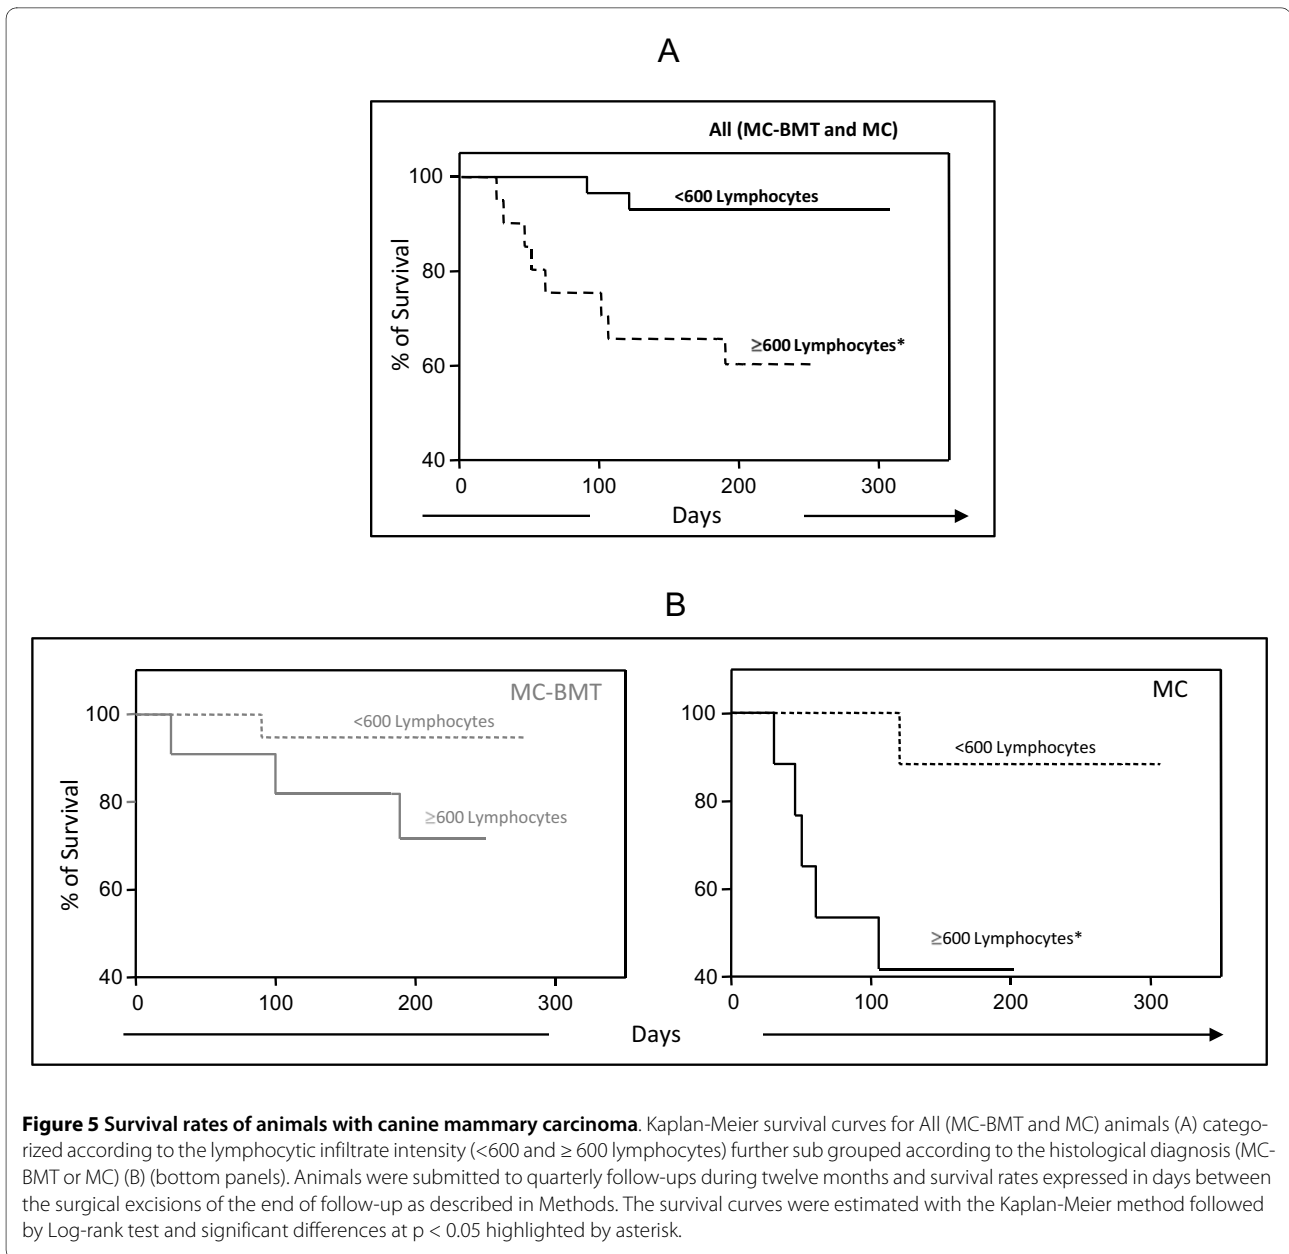 A
All (MC-BMT and MC)
100
80
60
40
% of Survival
<600 Lymphocytes
≥600 Lymphocytes*
0 100 200 300
Days
B
MC-BMT
100
80
60
40
% of Survival
<600 Lymphocytes
≥600 Lymphocytes
0 100 200 300
MC
100
80
60
40
<600 Lymphocytes
≥600 Lymphocytes*
0 100 200 300
Days
Figure 5 Survival rates of animals with canine mammary carcinoma. Kaplan-Meier survival curves for All (MC-BMT and MC) animals (A) catego-
rized according to the lymphocytic infiltrate intensity (<600 and ≥ 600 lymphocytes) further sub grouped according to the histological diagnosis (MC-
BMT or MC) (B) (bottom panels). Animals were submitted to quarterly follow-ups during twelve months and survival rates expressed in days between
the surgical excisions of the end of follow-up as described in Methods. The survival curves were estimated with the Kaplan-Meier method followed
by Log-rank test and significant differences at p < 0.05 highlighted by asterisk.